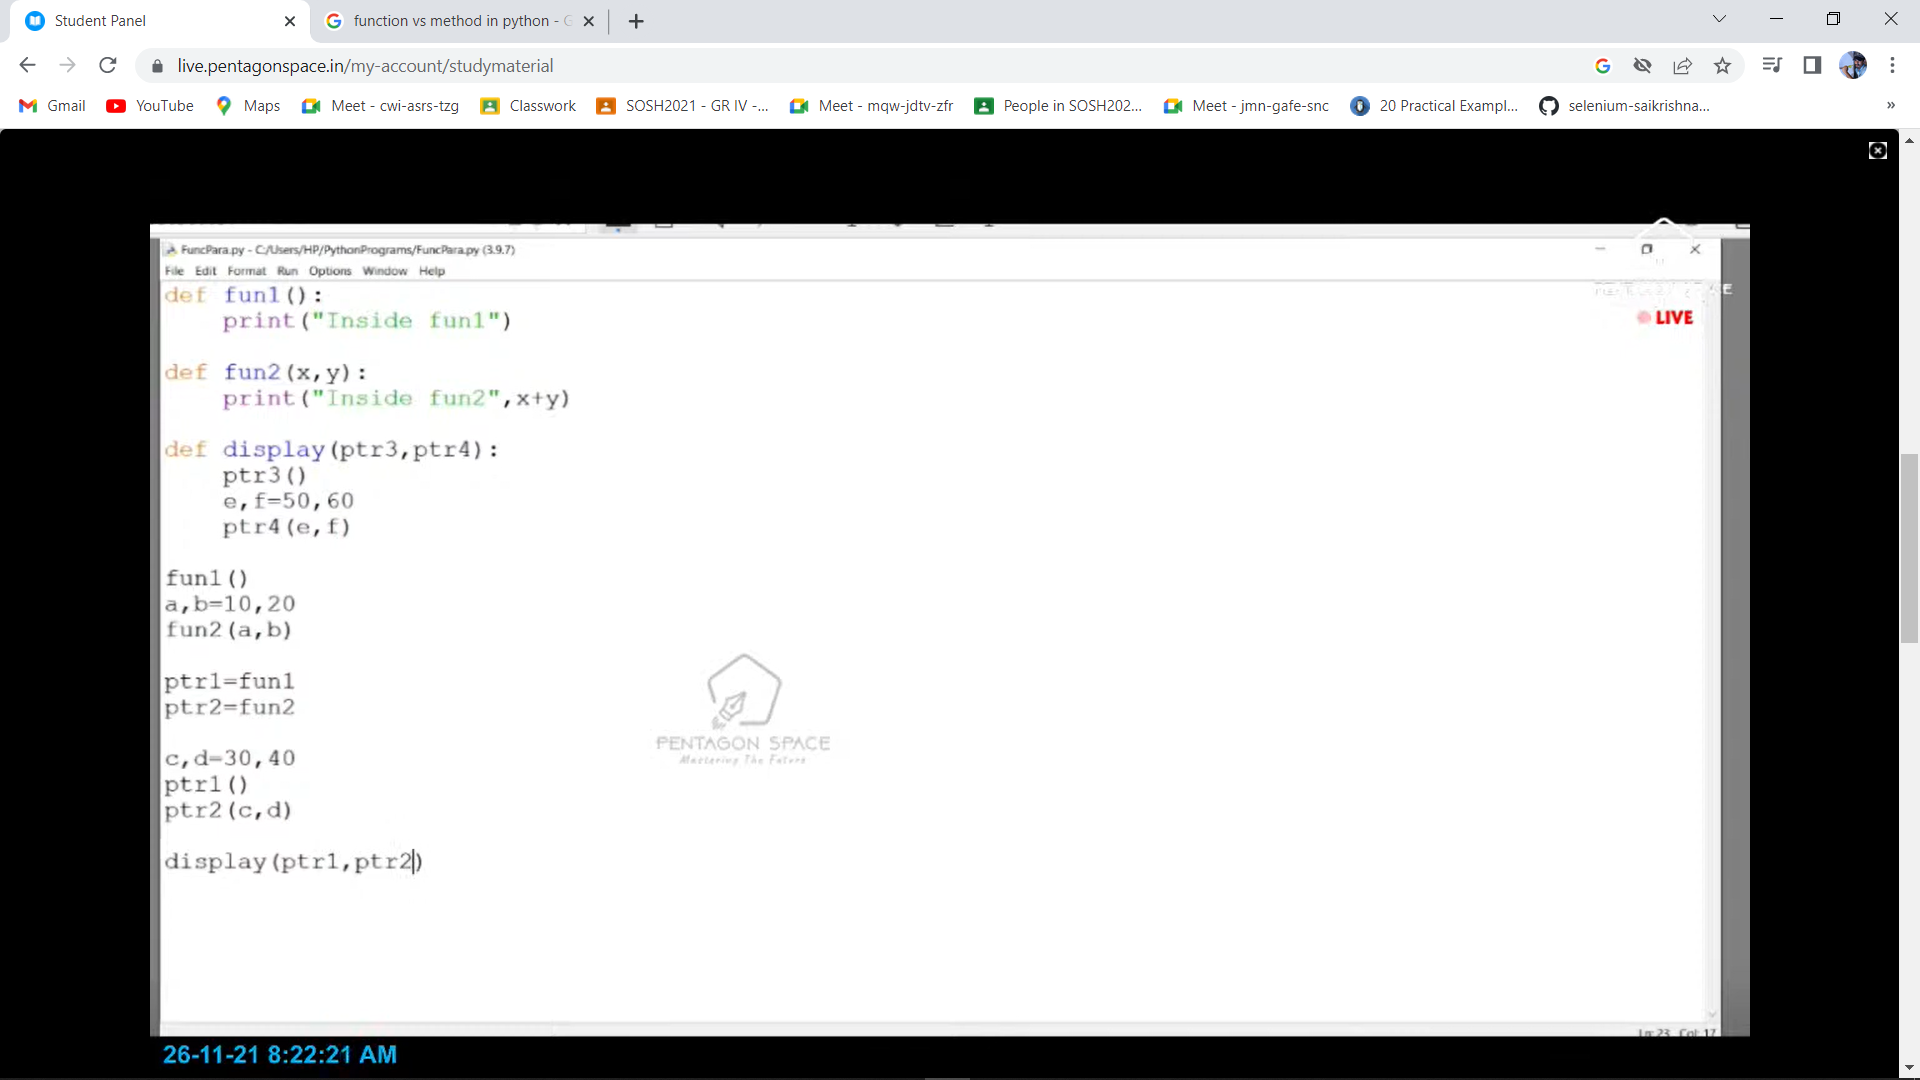 Student Panel
function vs method in python - G
live.pentagonspace.in/my-account/studymaterial
Gmail
YouTube
Maps
Meet - cwi-asrs-tzg
Classwork
SOSH2021 - GR IV -...
Meet - mqw-jdtv-zfr
People in SOSH202...
Meet - jmn-gafe-snc
20 Practical Exampl...
selenium-saikrishna...
FuncPara.py - C:/Users/HP/PythonPrograms/FuncPara.py (3.9.7)
File Edit Format Run Options Window Help
def fun1():
    print("Inside fun1")
def fun2(x,y):
    print("Inside fun2",x+y)
def display(ptr3,ptr4):
    ptr3()
    e,f=50,60
    ptr4(e,f)
fun1()
a,b=10,20
fun2(a,b)
ptr1=fun1
ptr2=fun2
c,d=30,40
ptr1()
ptr2(c,d)
display(ptr1,ptr2)
LIVE
PENTAGON SPACE
Mastering The Future
Ln: 23 Col: 17
26-11-21 8:22:21 AM